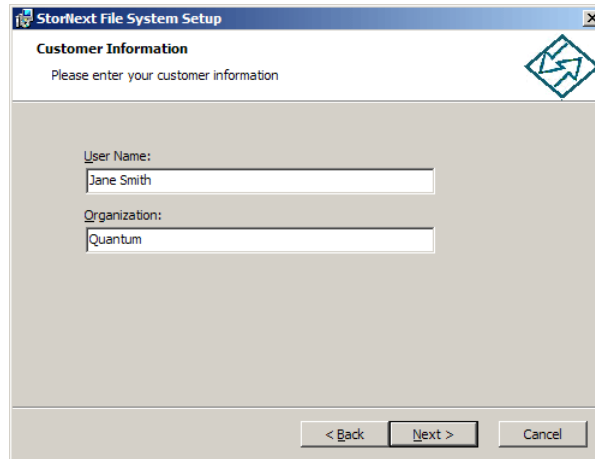 StorNext File System Setup
Customer Information
Please enter your customer information
User Name:
Jane Smith
Organization:
Quantum
< Back Next > Cancel